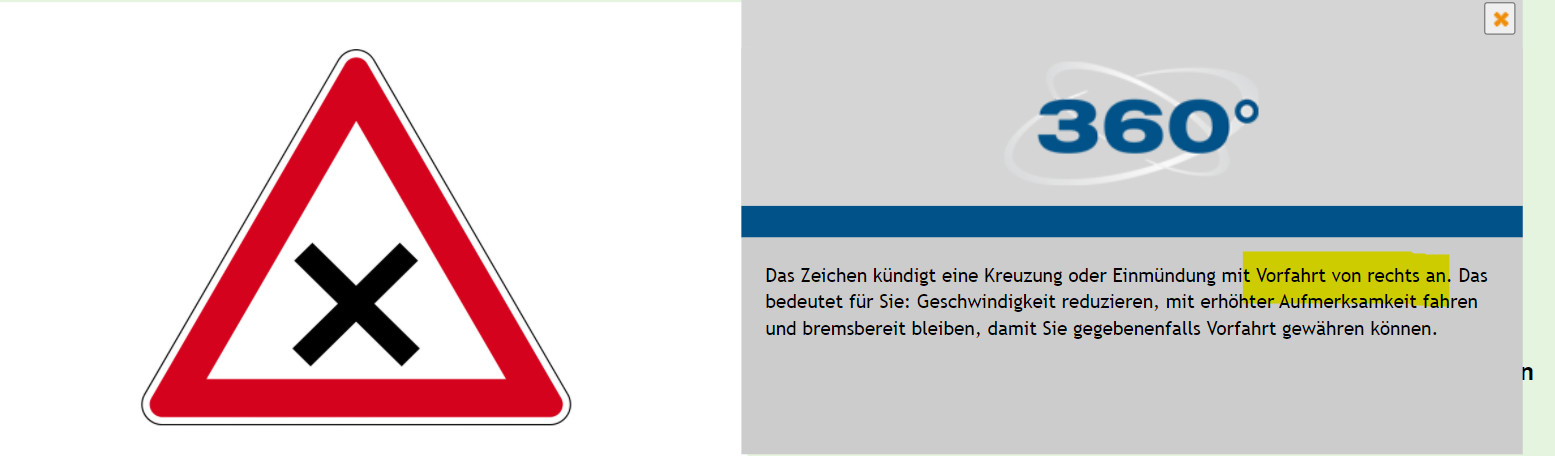 360°
Das Zeichen kündigt eine Kreuzung oder Einmündung mit Vorfahrt von rechts an. Das
bedeutet für Sie: Geschwindigkeit reduzieren, mit erhöhter Aufmerksamkeit fahren
und bremsbereit bleiben, damit Sie gegebenenfalls Vorfahrt gewähren können.
n